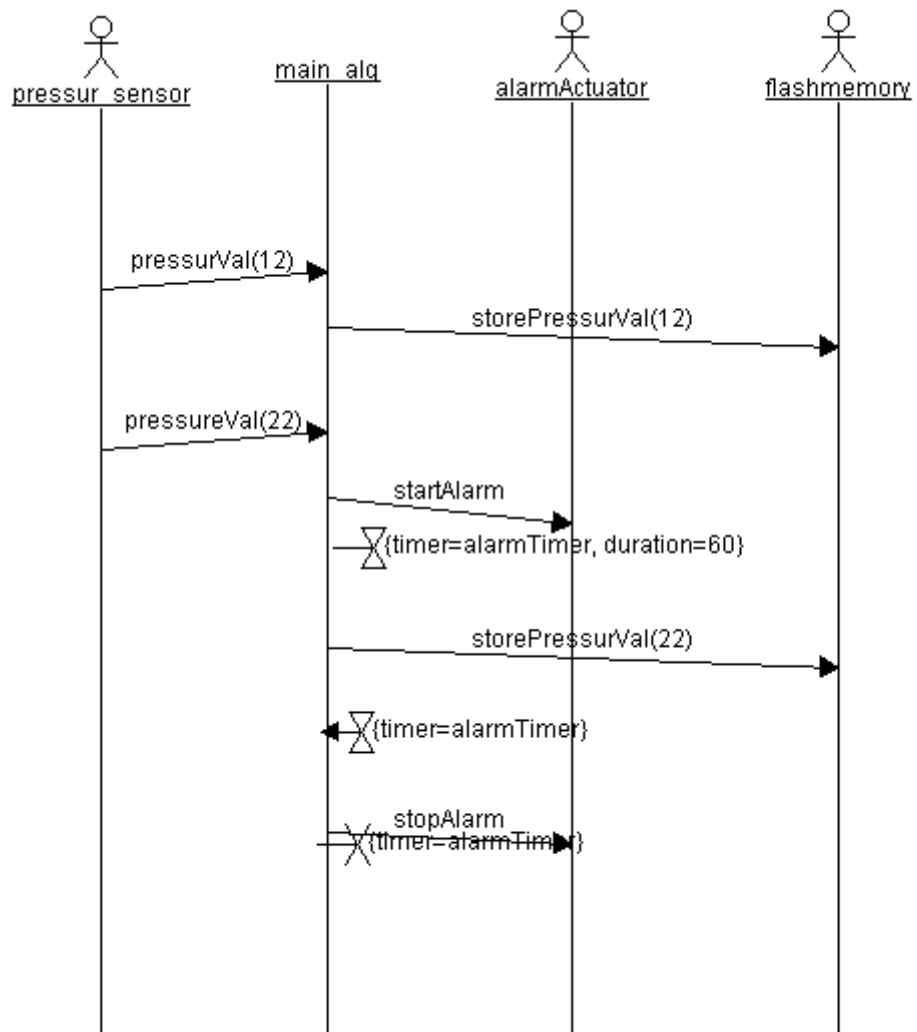 pressur_sensor
main_alg
alarmActuator
flashmemory
pressurVal(12)
storePressurVal(12)
pressureVal(22)
startAlarm
{timer=alarmTimer, duration=60}
storePressurVal(22)
{timer=alarmTimer}
stopAlarm
{timer=alarmTimer}